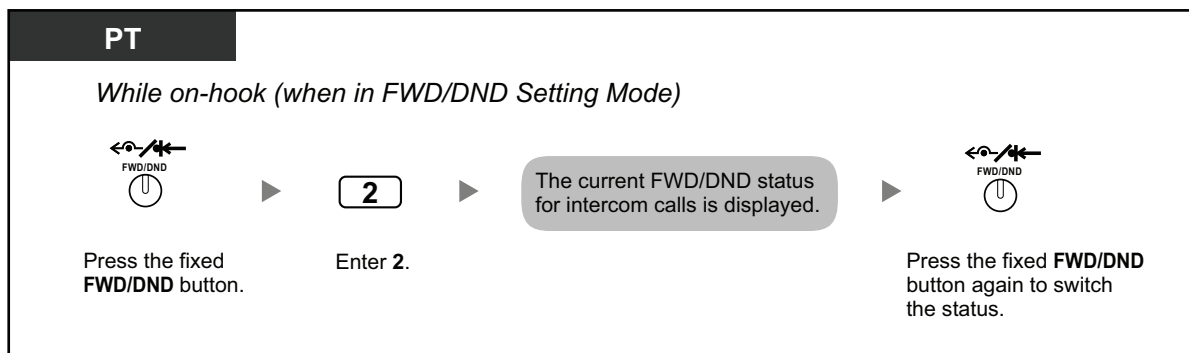 PT
While on-hook (when in FWD/DND Setting Mode)
FWD/DND
2
The current FWD/DND status
for intercom calls is displayed.
FWD/DND
Press the fixed
FWD/DND button.
Enter 2.
Press the fixed FWD/DND
button again to switch
the status.